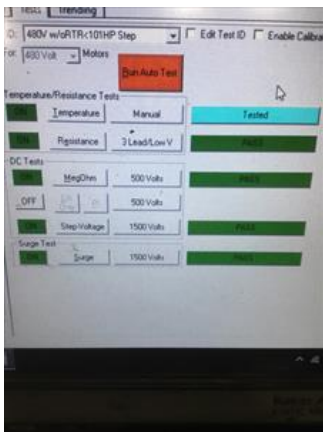 Tests Trending
ID: 480V w/oRTR<101HP Step Edit Test ID Enable Calibra
For: 480 Volt Motors
Run Auto Test
Temperature/Resistance Tests
ON Temperature Manual Tested
ON Resistance 3 Lead/Low V PASS
DC Tests
ON MegOhm 500 Volts PASS
OFF 500 Volts
ON Step Voltage 1500 Volts PASS
Surge Test
ON Surge 1500 Volts PASS